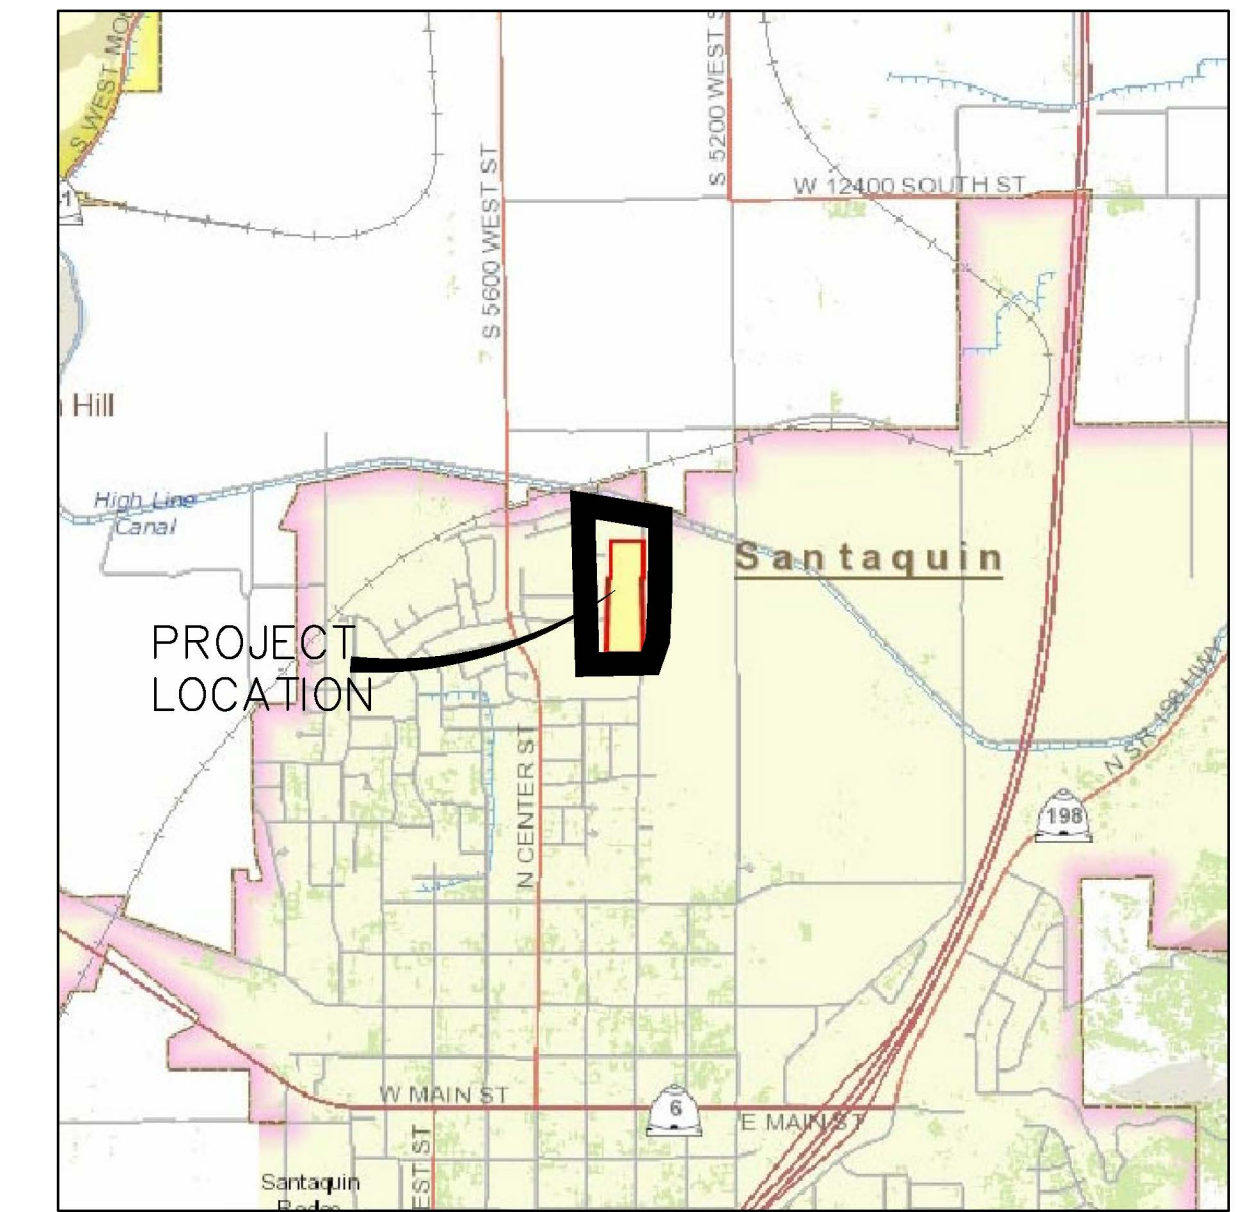 S WEST MO
S 5600 WEST ST
S 5200 WEST S
W 12400 SOUTH ST
Hill
High Line
Canal
Santaquin
PROJECT
LOCATION
N SR 198 HWY
198
N CENTER ST
W MAIN ST
6
E MAIN ST
EST ST
Santaquin
Rodeo